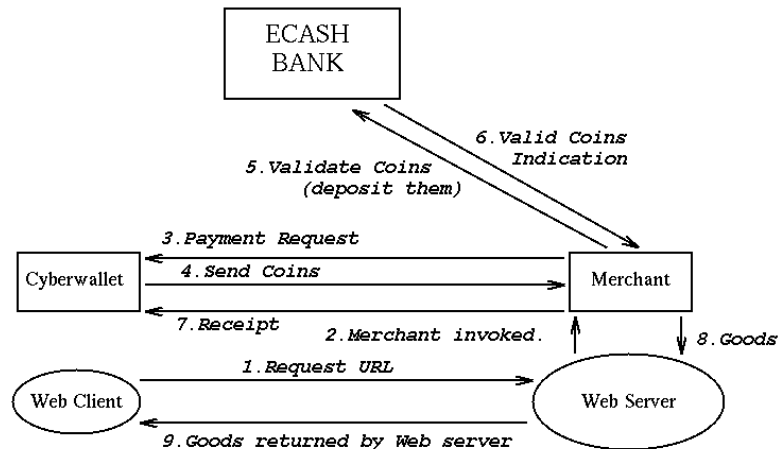 ECASH
BANK
6.Valid Coins
Indication
5.Validate Coins
(deposit them)
3.Payment Request
Cyberwallet
4.Send Coins
Merchant
7.Receipt
2.Merchant invoked.
8.Goods
1.Request URL
Web Client
Web Server
9.Goods returned by Web server